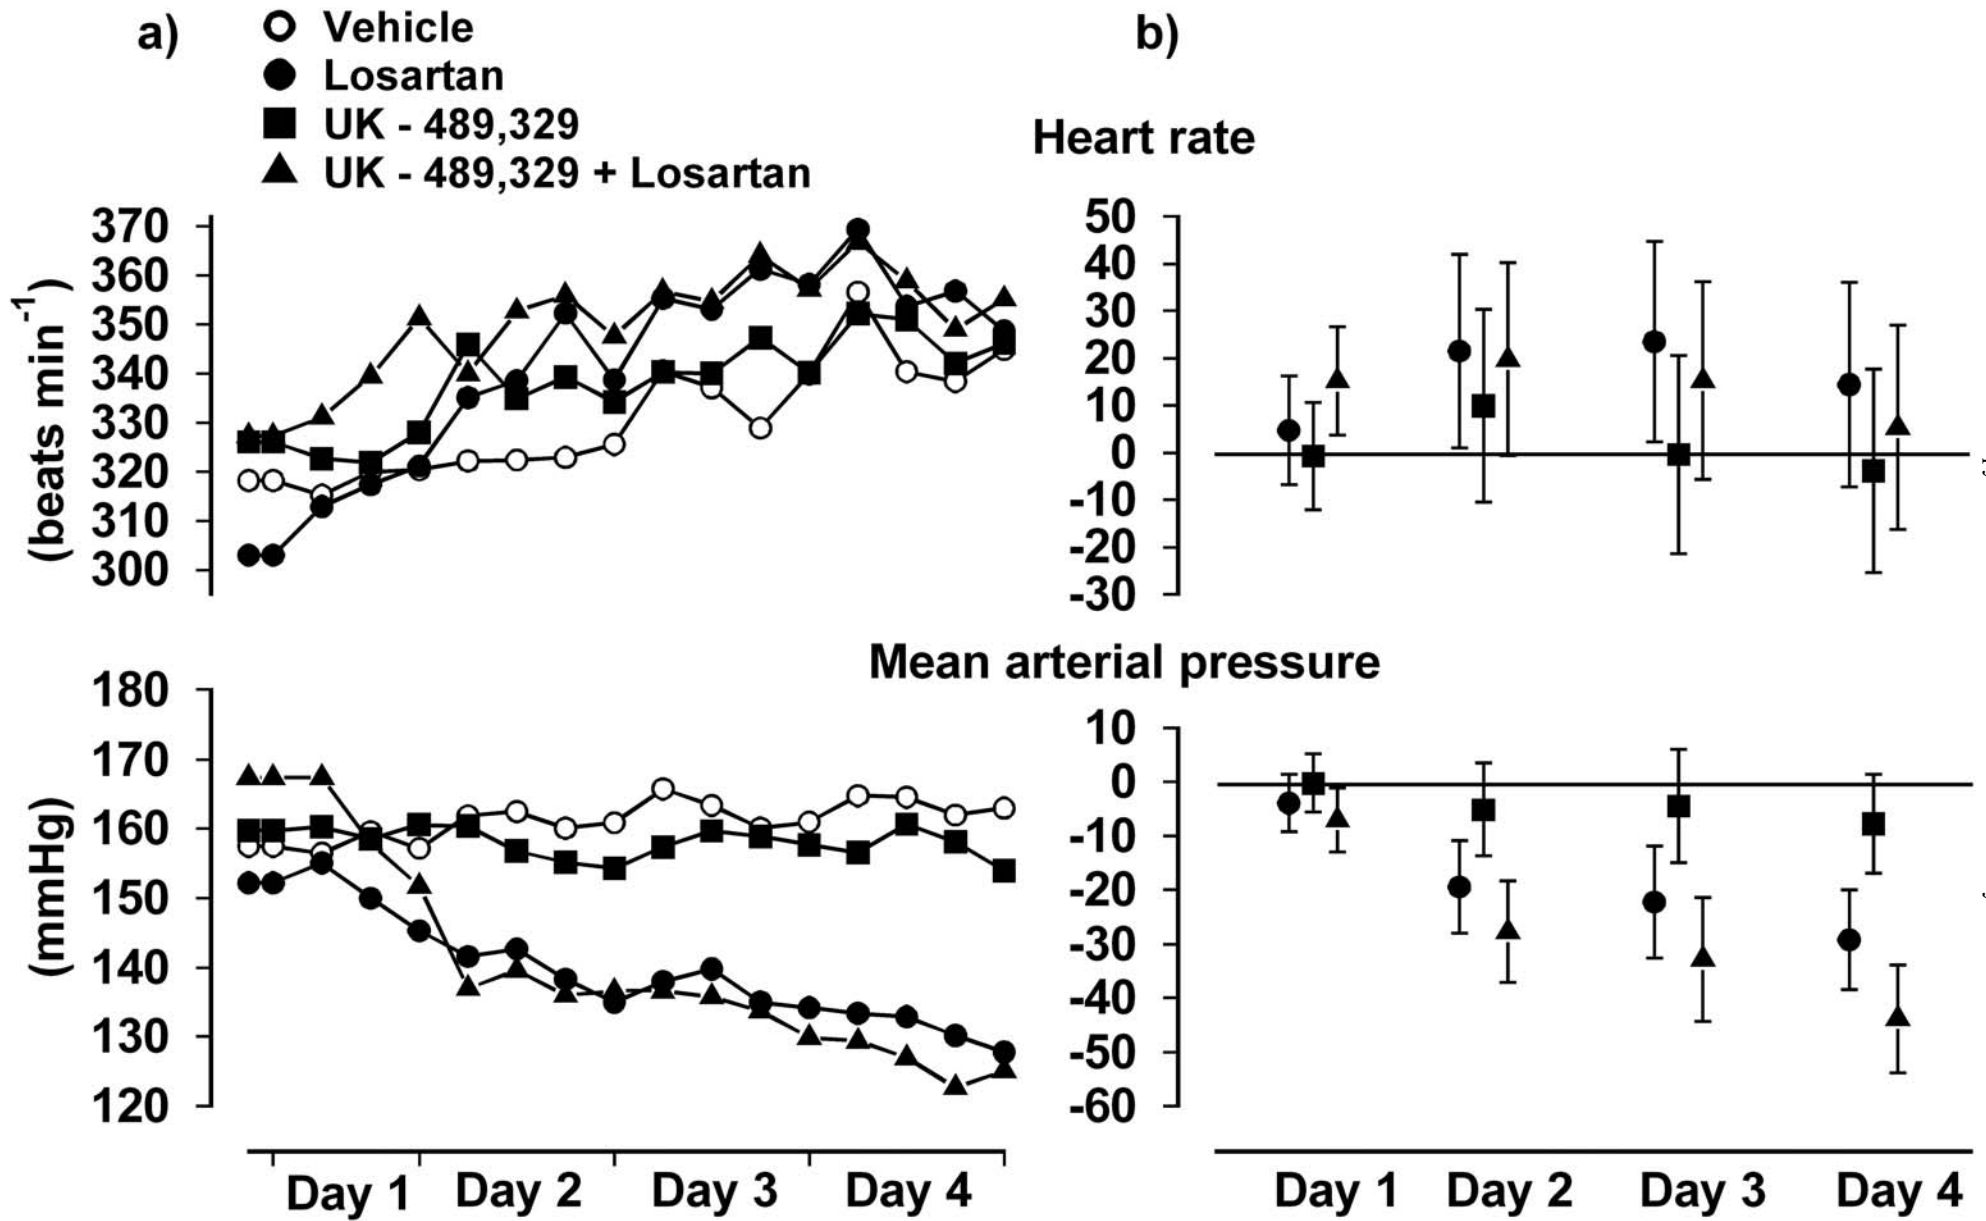 a)
Vehicle
Losartan
UK - 489,329
UK - 489,329 + Losartan
b)
Heart rate
(beats min-1)
370
360
350
340
330
320
310
300
50
40
30
20
10
0
-10
-20
-30
Mean arterial pressure
(mmHg)
180
170
160
150
140
130
120
10
0
-10
-20
-30
-40
-50
-60
Day 1 Day 2 Day 3 Day 4
Day 1 Day 2 Day 3 Day 4